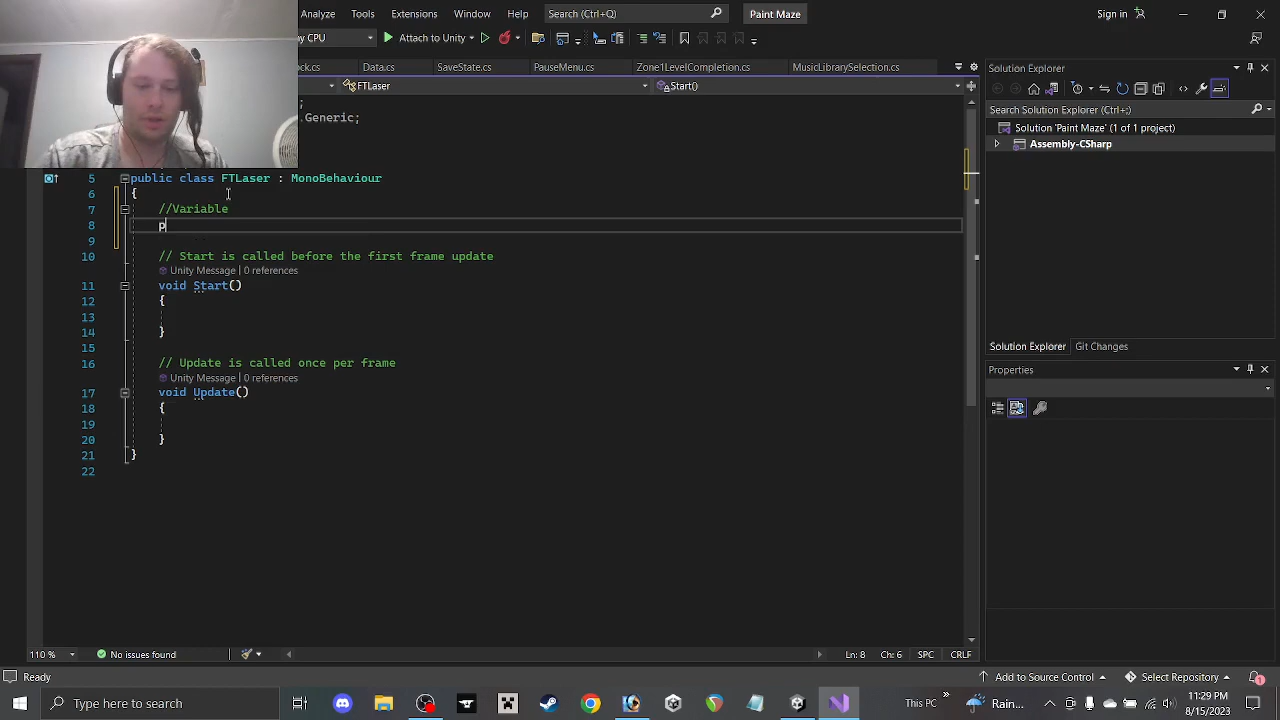 Analyze Tools Extensions Window Help Search (Ctrl+Q) Paint Maze Sign in
CPU Attach to Unity
ck.cs Data.cs SaveState.cs PauseMenu.cs Zone1LevelCompletion.cs MusicLibrarySelection.cs
FTLaser Start()
;
.Generic;
5 public class FTLaser : MonoBehaviour
6 {
7 //Variable
8 p
9
10 // Start is called before the first frame update
Unity Message | 0 references
11 void Start()
12 {
13
14 }
15
16 // Update is called once per frame
Unity Message | 0 references
17 void Update()
18 {
19
20 }
21 }
22
110 % No issues found Ln: 8 Ch: 6 SPC CRLF
Solution Explorer
Search Solution Explorer (Ctrl+;)
Solution 'Paint Maze' (1 of 1 project)
Assembly-CSharp
Solution Explorer Git Changes
Properties
Ready Add to Source Control Select Repository 1
Type here to search This PC Rain... 11:29 PM
8/15/2023